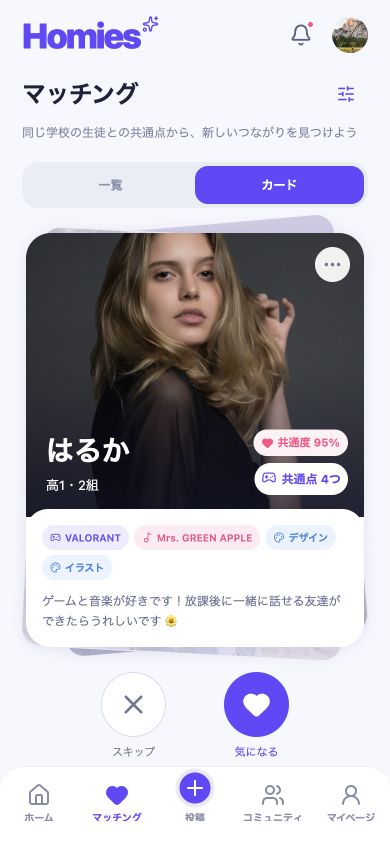 Homies
マッチング
同じ学校の生徒との共通点から、新しいつながりを見つけよう
一覧
カード
はるか
高1・2組
共通度 95%
共通点 4つ
VALORANT
Mrs. GREEN APPLE
デザイン
イラスト
ゲームと音楽が好きです！放課後に一緒に話せる友達が
できたらうれしいです 🌼
スキップ
気になる
ホーム
マッチング
投稿
コミュニティ
マイページ